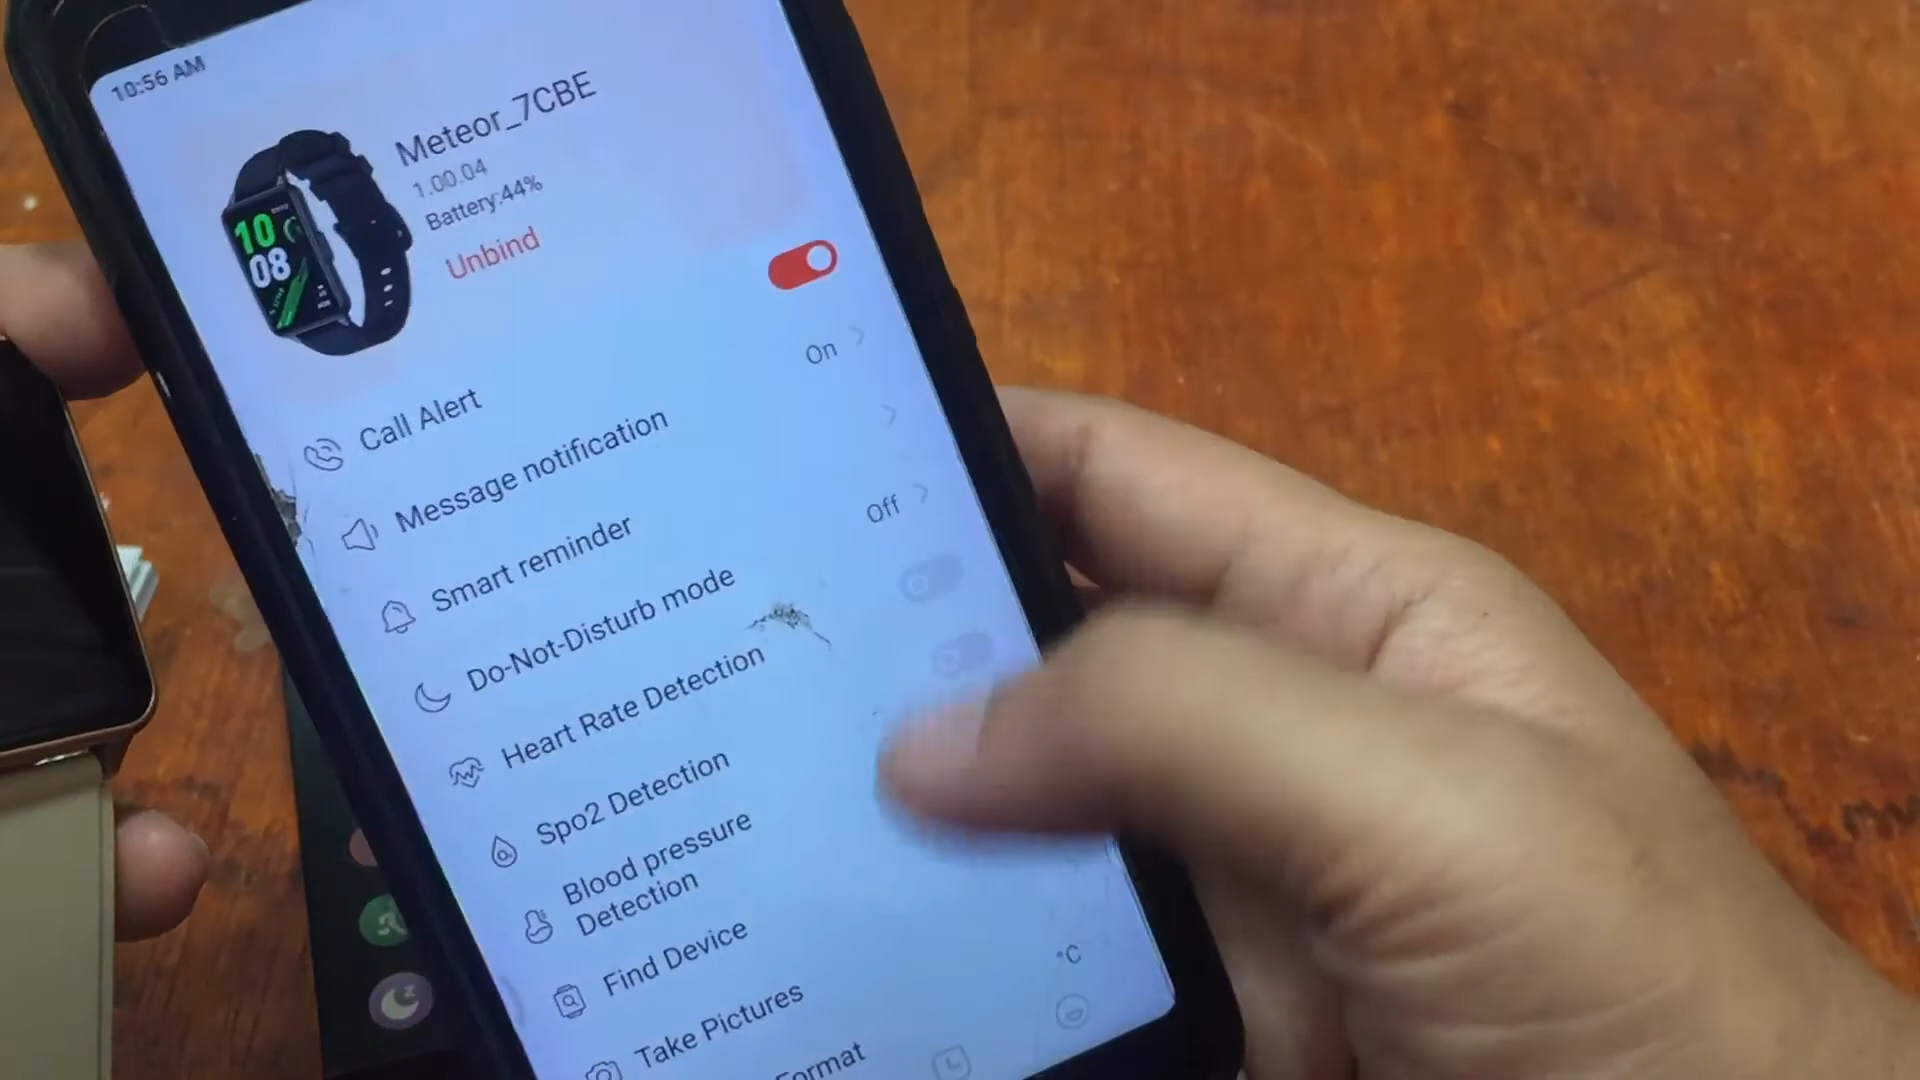 10:56 AM
Meteor_7CBE
1.00.04
Battery:44%
Unbind
10
08
Call Alert
On
Message notification
Smart reminder
Off
Do-Not-Disturb mode
Heart Rate Detection
Spo2 Detection
Blood pressure
Detection
Find Device
Take Pictures
°C
Format